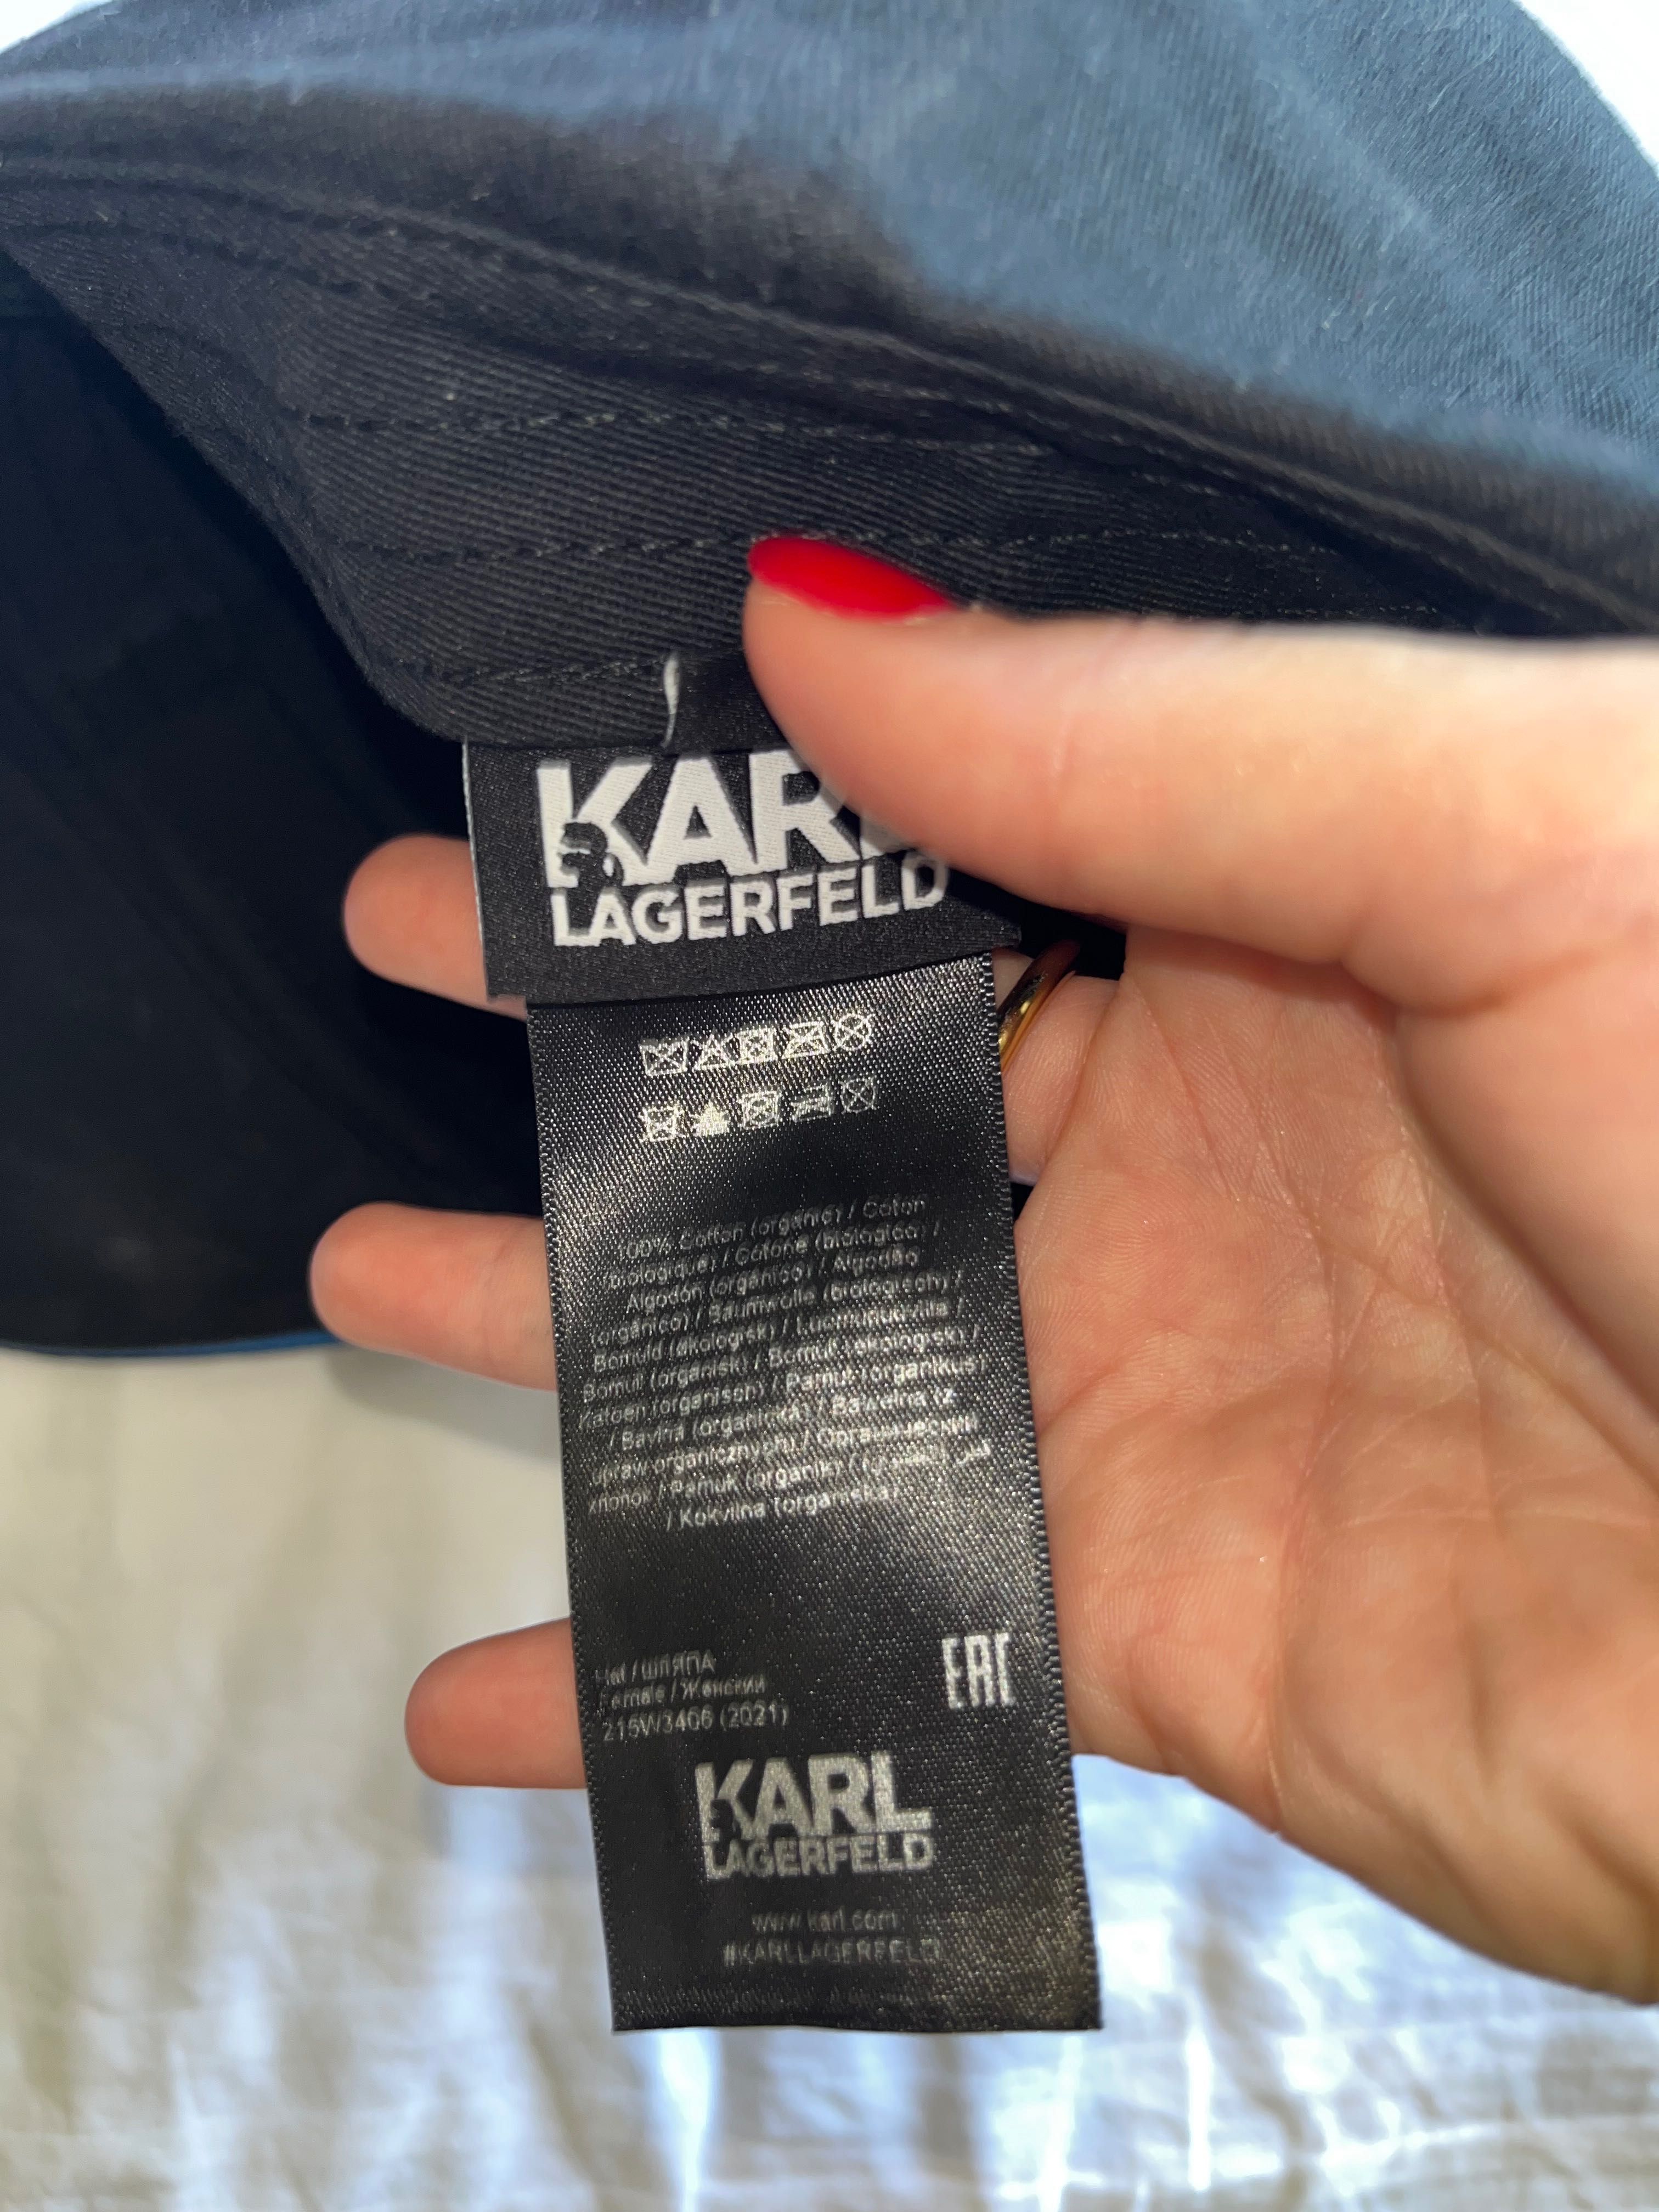 KARL
LAGERFELD
100% Cotton (organic) / Coton
(biologique) / Cotone (biologica) /
Algodón (orgánico) / Algodão
(orgânico) / Baumwolle (biologisch) /
Bomuld (økologisk) / Luomupuuvilla /
Bomull (organisk) / Bomull (ekologisk) /
Katoen (organisch) / Pamut (organikus)
/ Bavlna (organická) / Bawełna (z
upraw organicznych) / Органический
хлопок / Pamuk (organik) /
/ Kokvilna (organiska)
Hat / ШЛЯПА
Female / Женский
216W3406 (2021)
EAC
KARL
LAGERFELD
www.karl.com
#KARLLAGERFELD